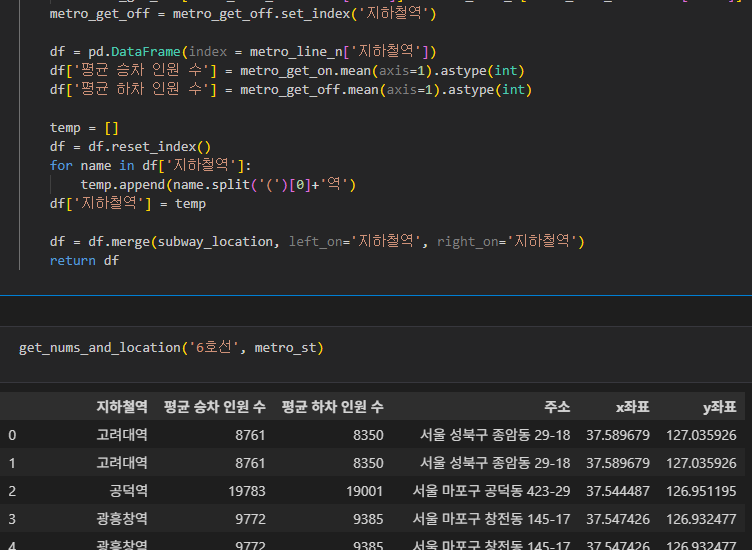 metro_get_off = metro_get_off.set_index('지하철역')
df = pd.DataFrame(index = metro_line_n['지하철역'])
df['평균 승차 인원 수'] = metro_get_on.mean(axis=1).astype(int)
df['평균 하차 인원 수'] = metro_get_off.mean(axis=1).astype(int)
temp = []
df = df.reset_index()
for name in df['지하철역']:
temp.append(name.split('(')[0]+'역')
df['지하철역'] = temp
df = df.merge(subway_location, left_on='지하철역', right_on='지하철역')
return df
get_nums_and_location('6호선', metro_st)
지하철역 평균 승차 인원 수 평균 하차 인원 수 주소 x좌표 y좌표
0 고려대역 8761 8350 서울 성북구 종암동 29-18 37.589679 127.035926
1 고려대역 8761 8350 서울 성북구 종암동 29-18 37.589679 127.035926
2 공덕역 19783 19001 서울 마포구 공덕동 423-29 37.544487 126.951195
3 광흥창역 9772 9385 서울 마포구 창전동 145-17 37.547426 126.932477
4 광흥창역 9772 9385 서울 마포구 창전동 145-17 37.547426 126.932477